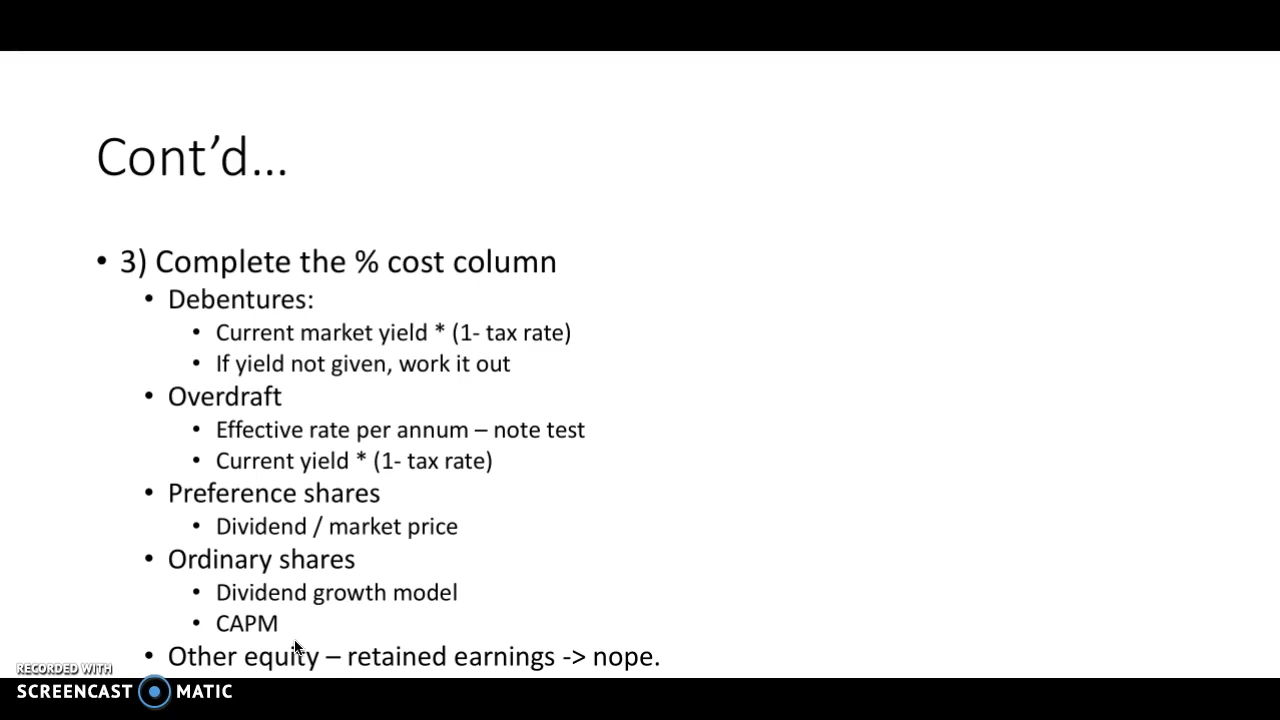 Cont’d…
• 3) Complete the % cost column
• Debentures:
• Current market yield * (1- tax rate)
• If yield not given, work it out
• Overdraft
• Effective rate per annum – note test
• Current yield * (1- tax rate)
• Preference shares
• Dividend / market price
• Ordinary shares
• Dividend growth model
• CAPM
• Other equity – retained earnings -> nope.
RECORDED WITH
SCREENCAST MATIC